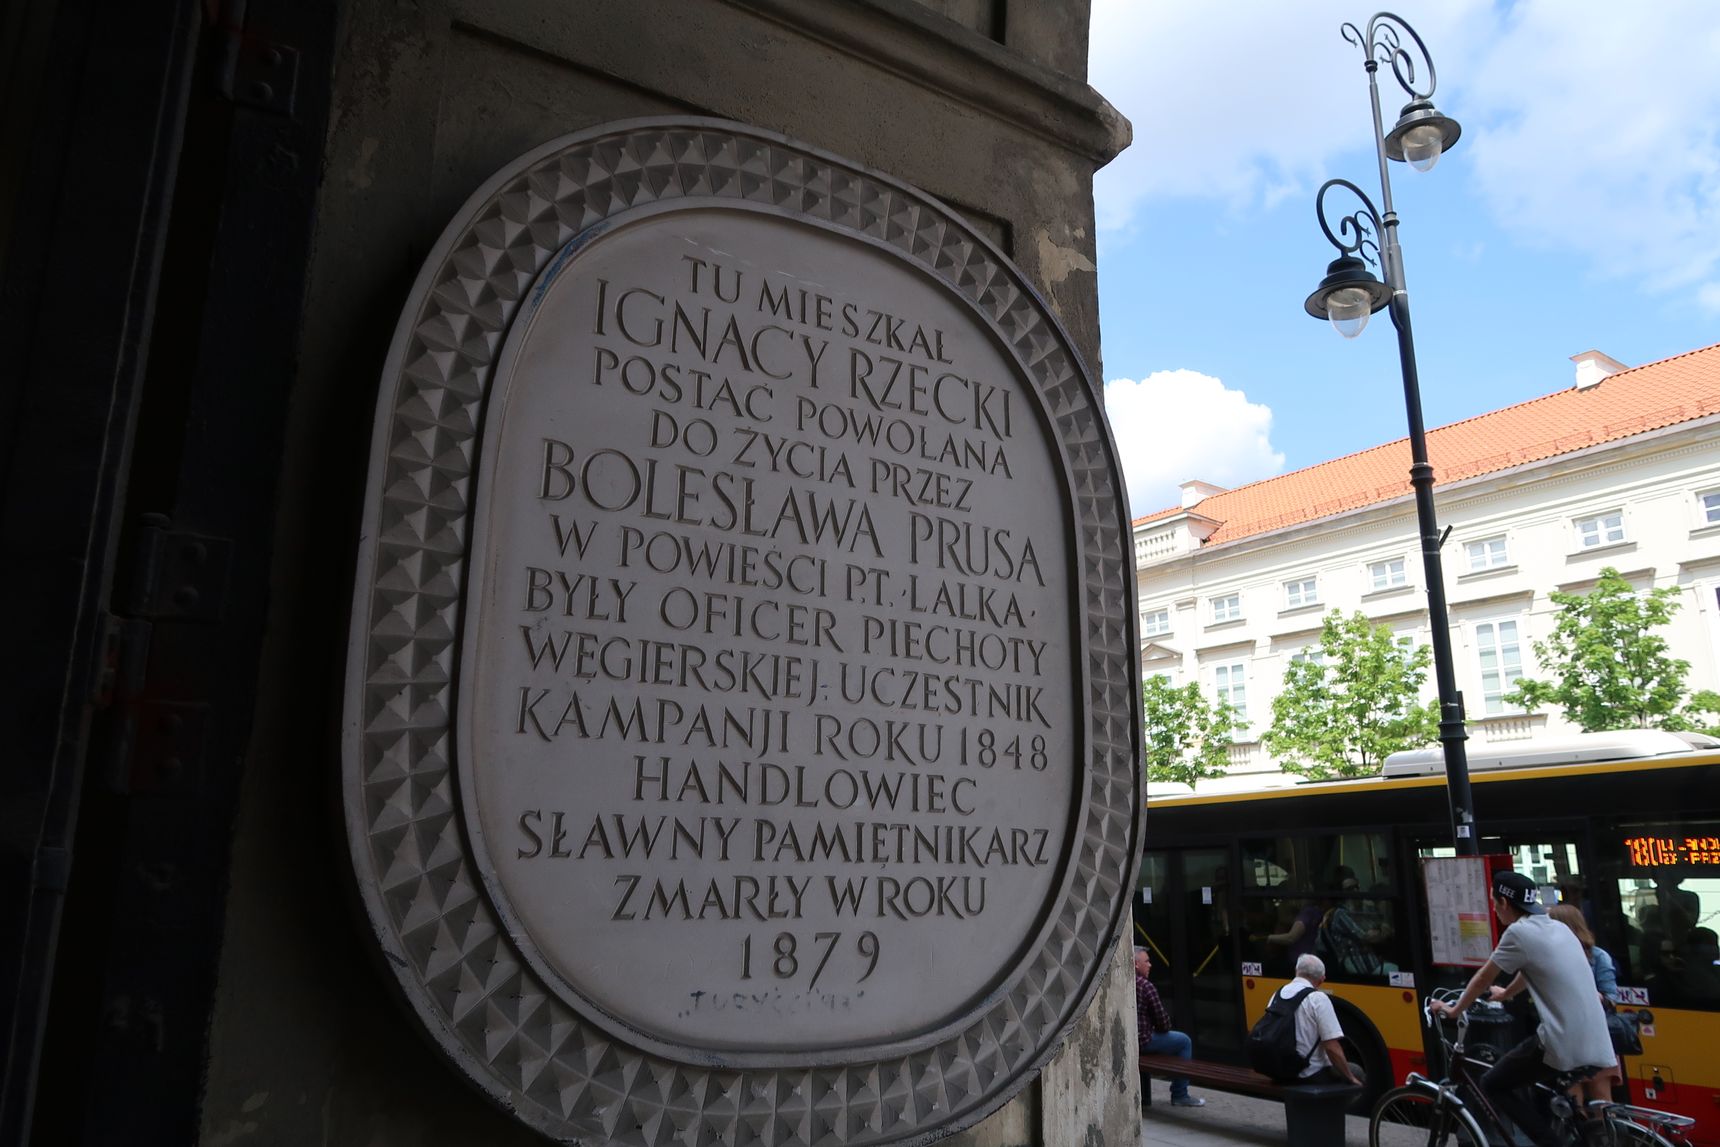 TU MIESZKAŁ
IGNACY RZECKI
POSTAĆ POWOŁANA
DO ŻYCIA PRZEZ
BOLESŁAWA PRUSA
W POWIEŚCI P.T. ·LALKA·
BYŁY OFICER PIECHOTY
WĘGIERSKIEJ. UCZESTNIK
KAMPANJI ROKU 1848
HANDLOWIEC
SŁAWNY PAMIĘTNIKARZ
ZMARŁY W ROKU
1879
180